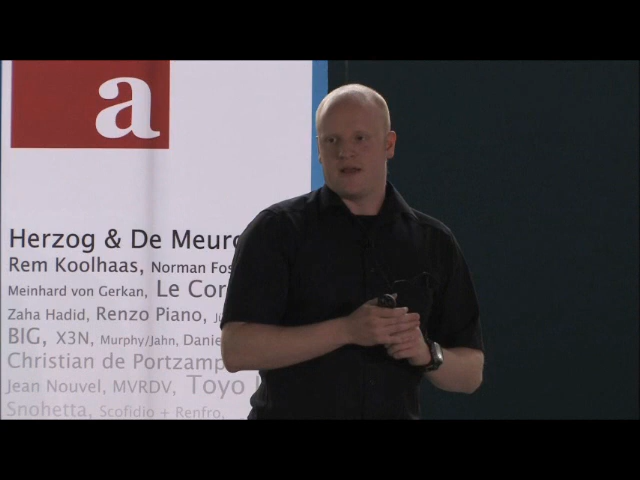 a
Herzog & De Meuro
Rem Koolhaas, Norman Fos
Meinhard von Gerkan, Le Cor
Zaha Hadid, Renzo Piano,
BIG, X3N, Murphy/Jahn, Danie
Christian de Portzamp
Jean Nouvel, MVRDV, Toyo
Snohetta, Scofidio + Renfro,